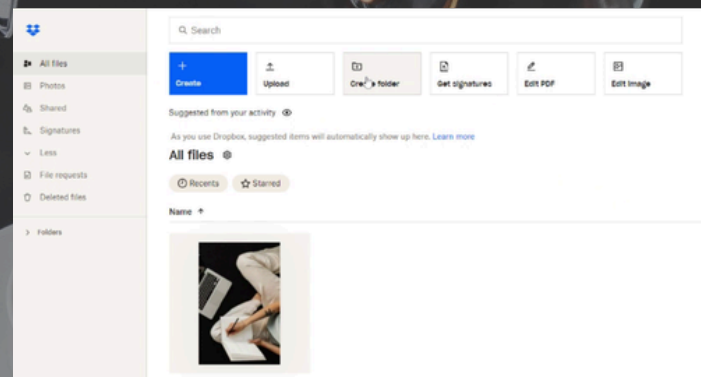 Search
All files
Photos
Shared
Signatures
Less
File requests
Deleted files
Folders
Create
Upload
Create folder
Get signatures
Edit PDF
Edit Image
Suggested from your activity
As you use Dropbox, suggested items will automatically show up here. Learn more
All files
Recents
Starred
Name